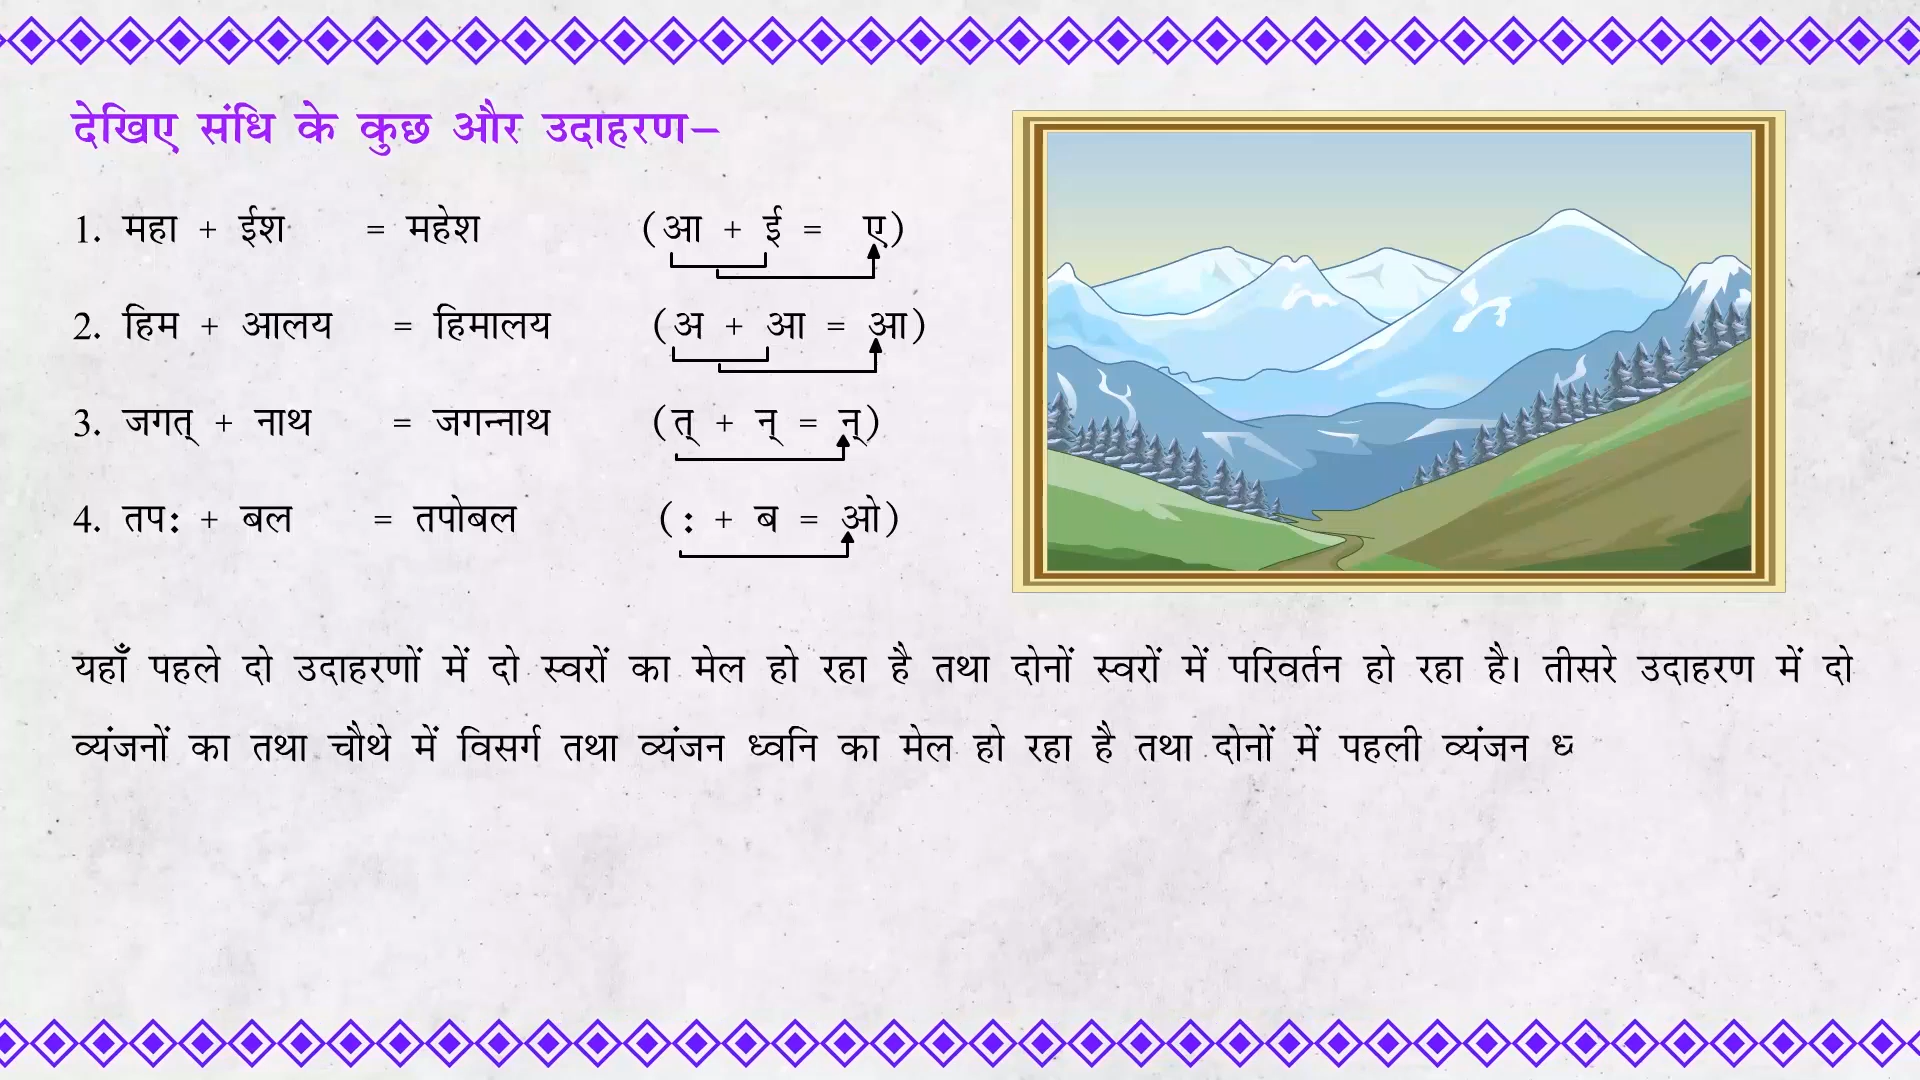 देखिए संधि के कुछ और उदाहरण–
1. महा + ईश = महेश (आ + ई = ए)
2. हिम + आलय = हिमालय (अ + आ = आ)
3. जगत् + नाथ = जगन्नाथ (त् + न् = न्)
4. तप: + बल = तपोबल (: + ब = ओ)
यहाँ पहले दो उदाहरणों में दो स्वरों का मेल हो रहा है तथा दोनों स्वरों में परिवर्तन हो रहा है। तीसरे उदाहरण में दो
व्यंजनों का तथा चौथे में विसर्ग तथा व्यंजन ध्वनि का मेल हो रहा है तथा दोनों में पहली व्यंजन